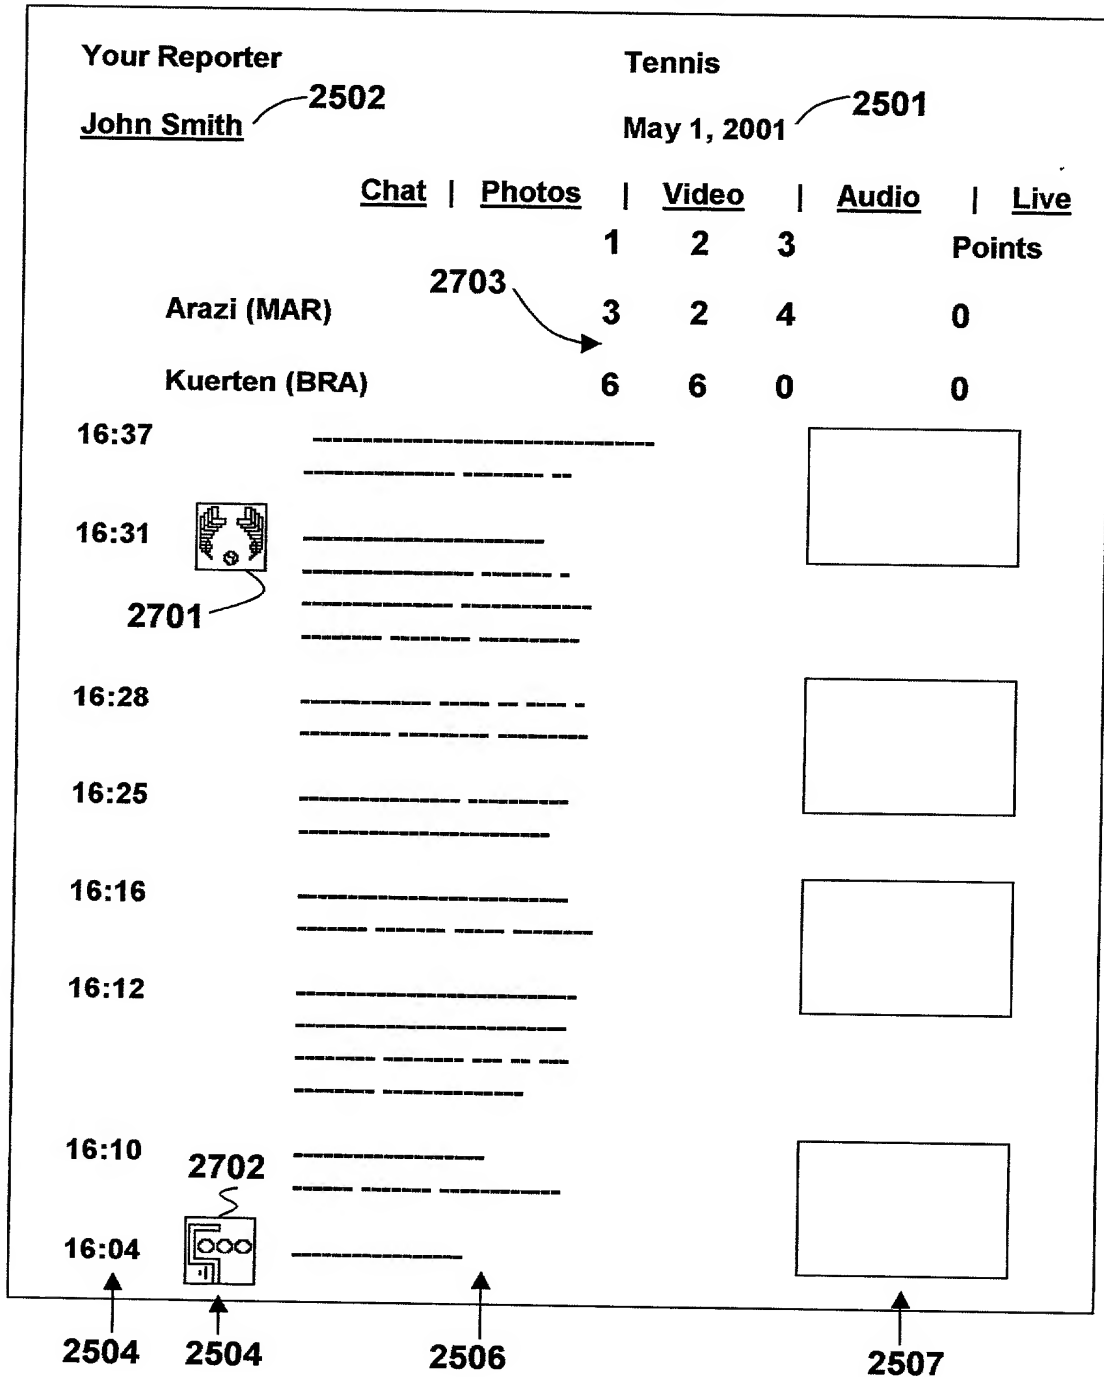 Your Reporter Tennis
2502 2501
John Smith May 1, 2001
Chat | Photos | Video | Audio | Live
1 2 3 Points
2703
Arazi (MAR) 3 2 4 0
Kuerten (BRA) 6 6 0 0
16:37
16:31
2701
16:28
16:25
16:16
16:12
16:10
2702
16:04
2504 2504 2506 2507